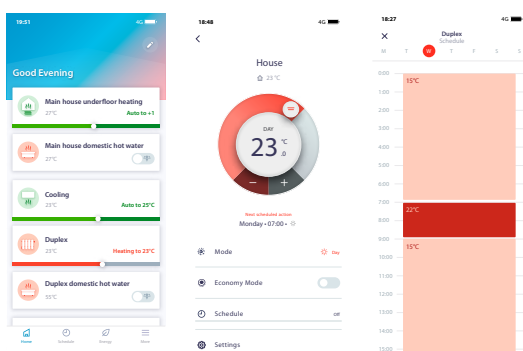 19:51
4G
Good Evening
Main house underfloor heating
27°C
Auto to +1
Main house domestic hot water
27°C
Cooling
23°C
Auto to 25°C
Duplex
23°C
Heating to 23°C
Duplex domestic hot water
55°C
Home
Schedule
Energy
More
18:48
4G
House
23 °C
DAY
23 °C
.0
−
+
Next scheduled action
Monday • 07:00 •
Mode
Day
Economy Mode
Schedule
Off
Settings
18:27
4G
Duplex
Schedule
M T W T F S S
0:00
1:00
2:00
3:00
4:00
5:00
6:00
7:00
8:00
9:00
10:00
11:00
12:00
13:00
14:00
15:00
15°C
22°C
15°C